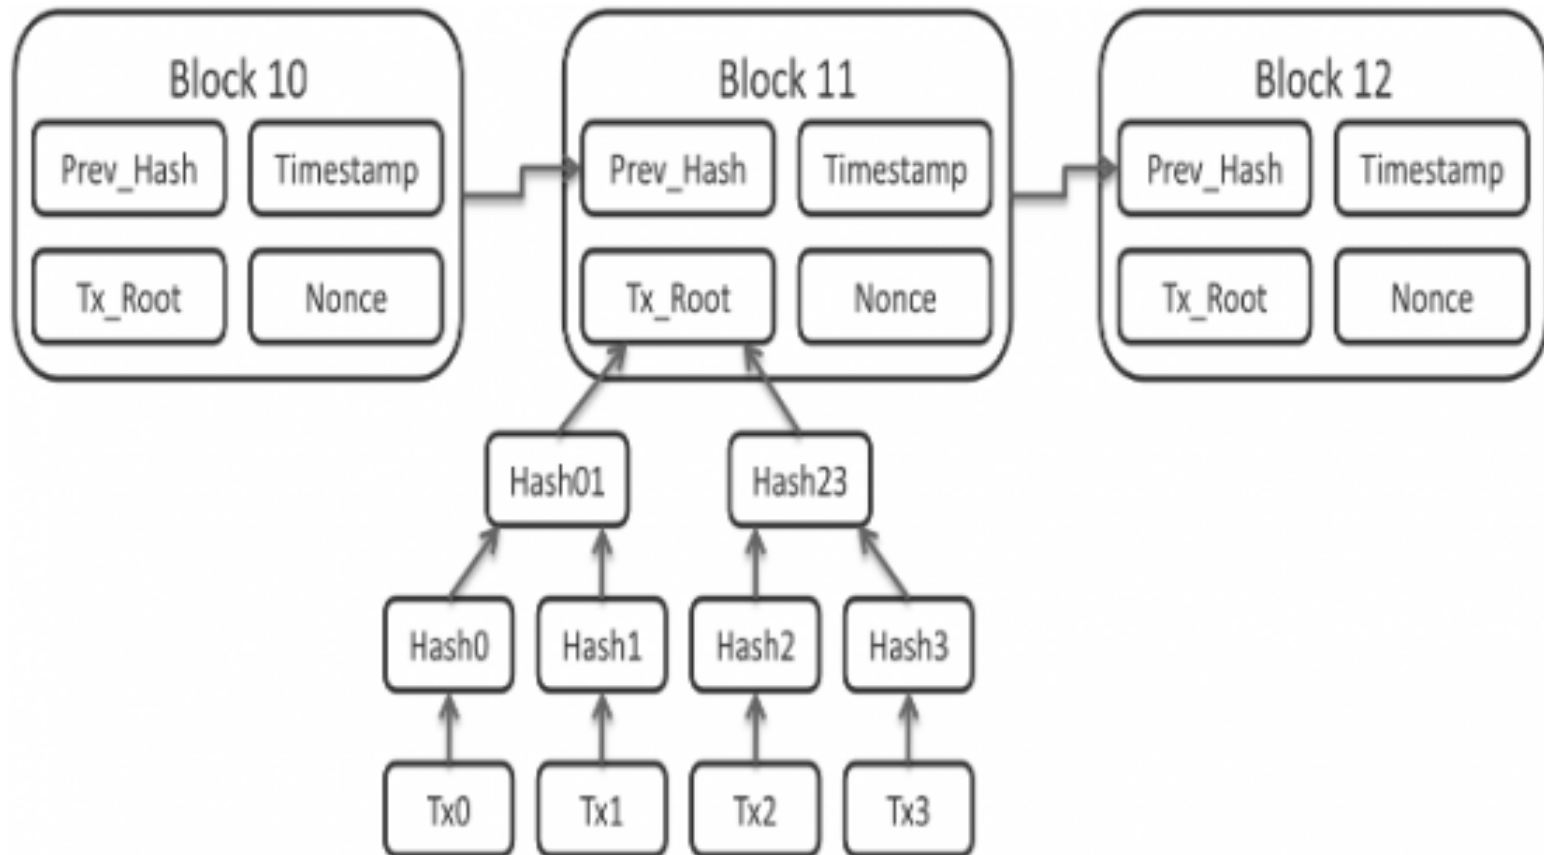 Block 10
Prev_Hash Timestamp
Tx_Root Nonce
Block 11
Prev_Hash Timestamp
Tx_Root Nonce
Block 12
Prev_Hash Timestamp
Tx_Root Nonce
Hash01 Hash23
Hash0 Hash1 Hash2 Hash3
Tx0 Tx1 Tx2 Tx3